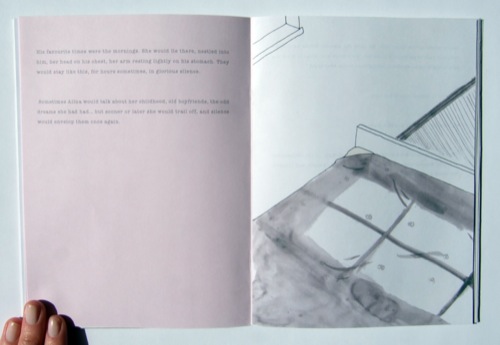 His favourite times were the mornings. She would lie there, nestled into
him, her head on his chest, her arm resting lightly on his stomach. They
would stay like this, for hours sometimes, in glorious silence.
Sometimes Alina would talk about her childhood, old boyfriends, the odd
dreams she had had... but sooner or later she would trail off, and silence
would envelop them once again.